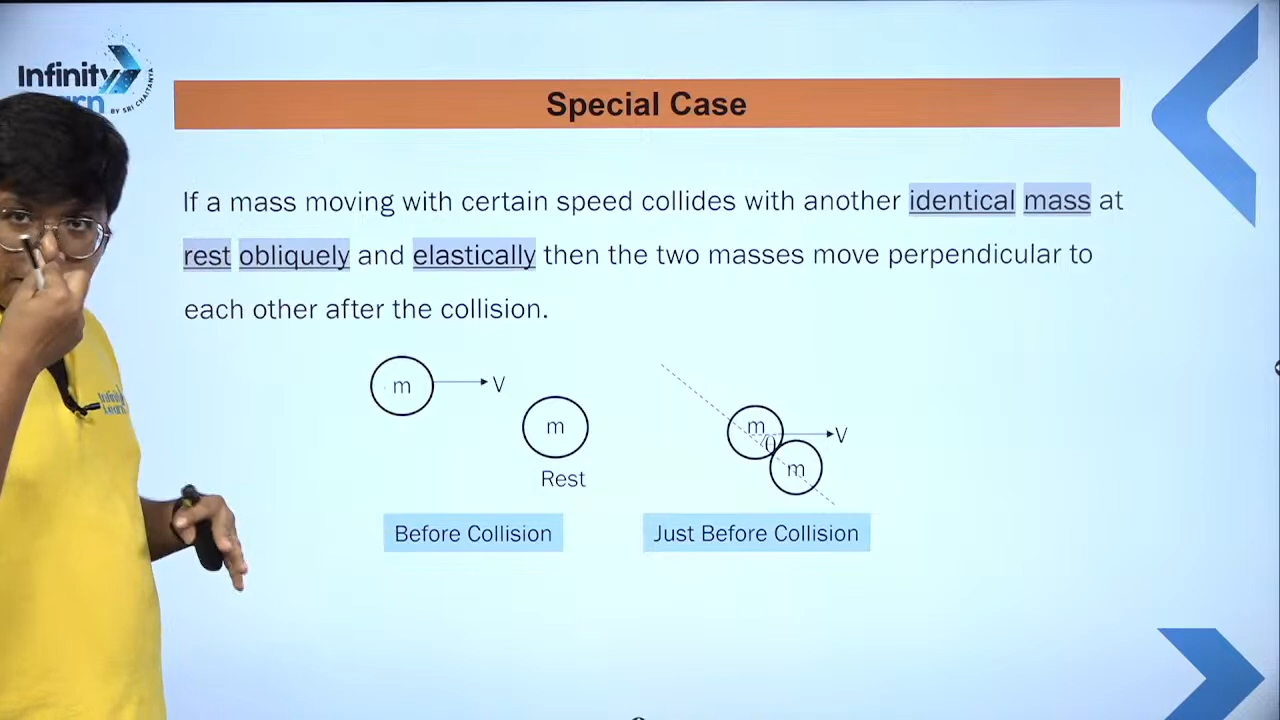 Infinity
Learn
BY SRI CHAITANYA
Special Case
If a mass moving with certain speed collides with another identical mass at
rest obliquely and elastically then the two masses move perpendicular to
each other after the collision.
m V
m
Rest
m
θ
V
m
Before Collision
Just Before Collision
Infinity
Learn